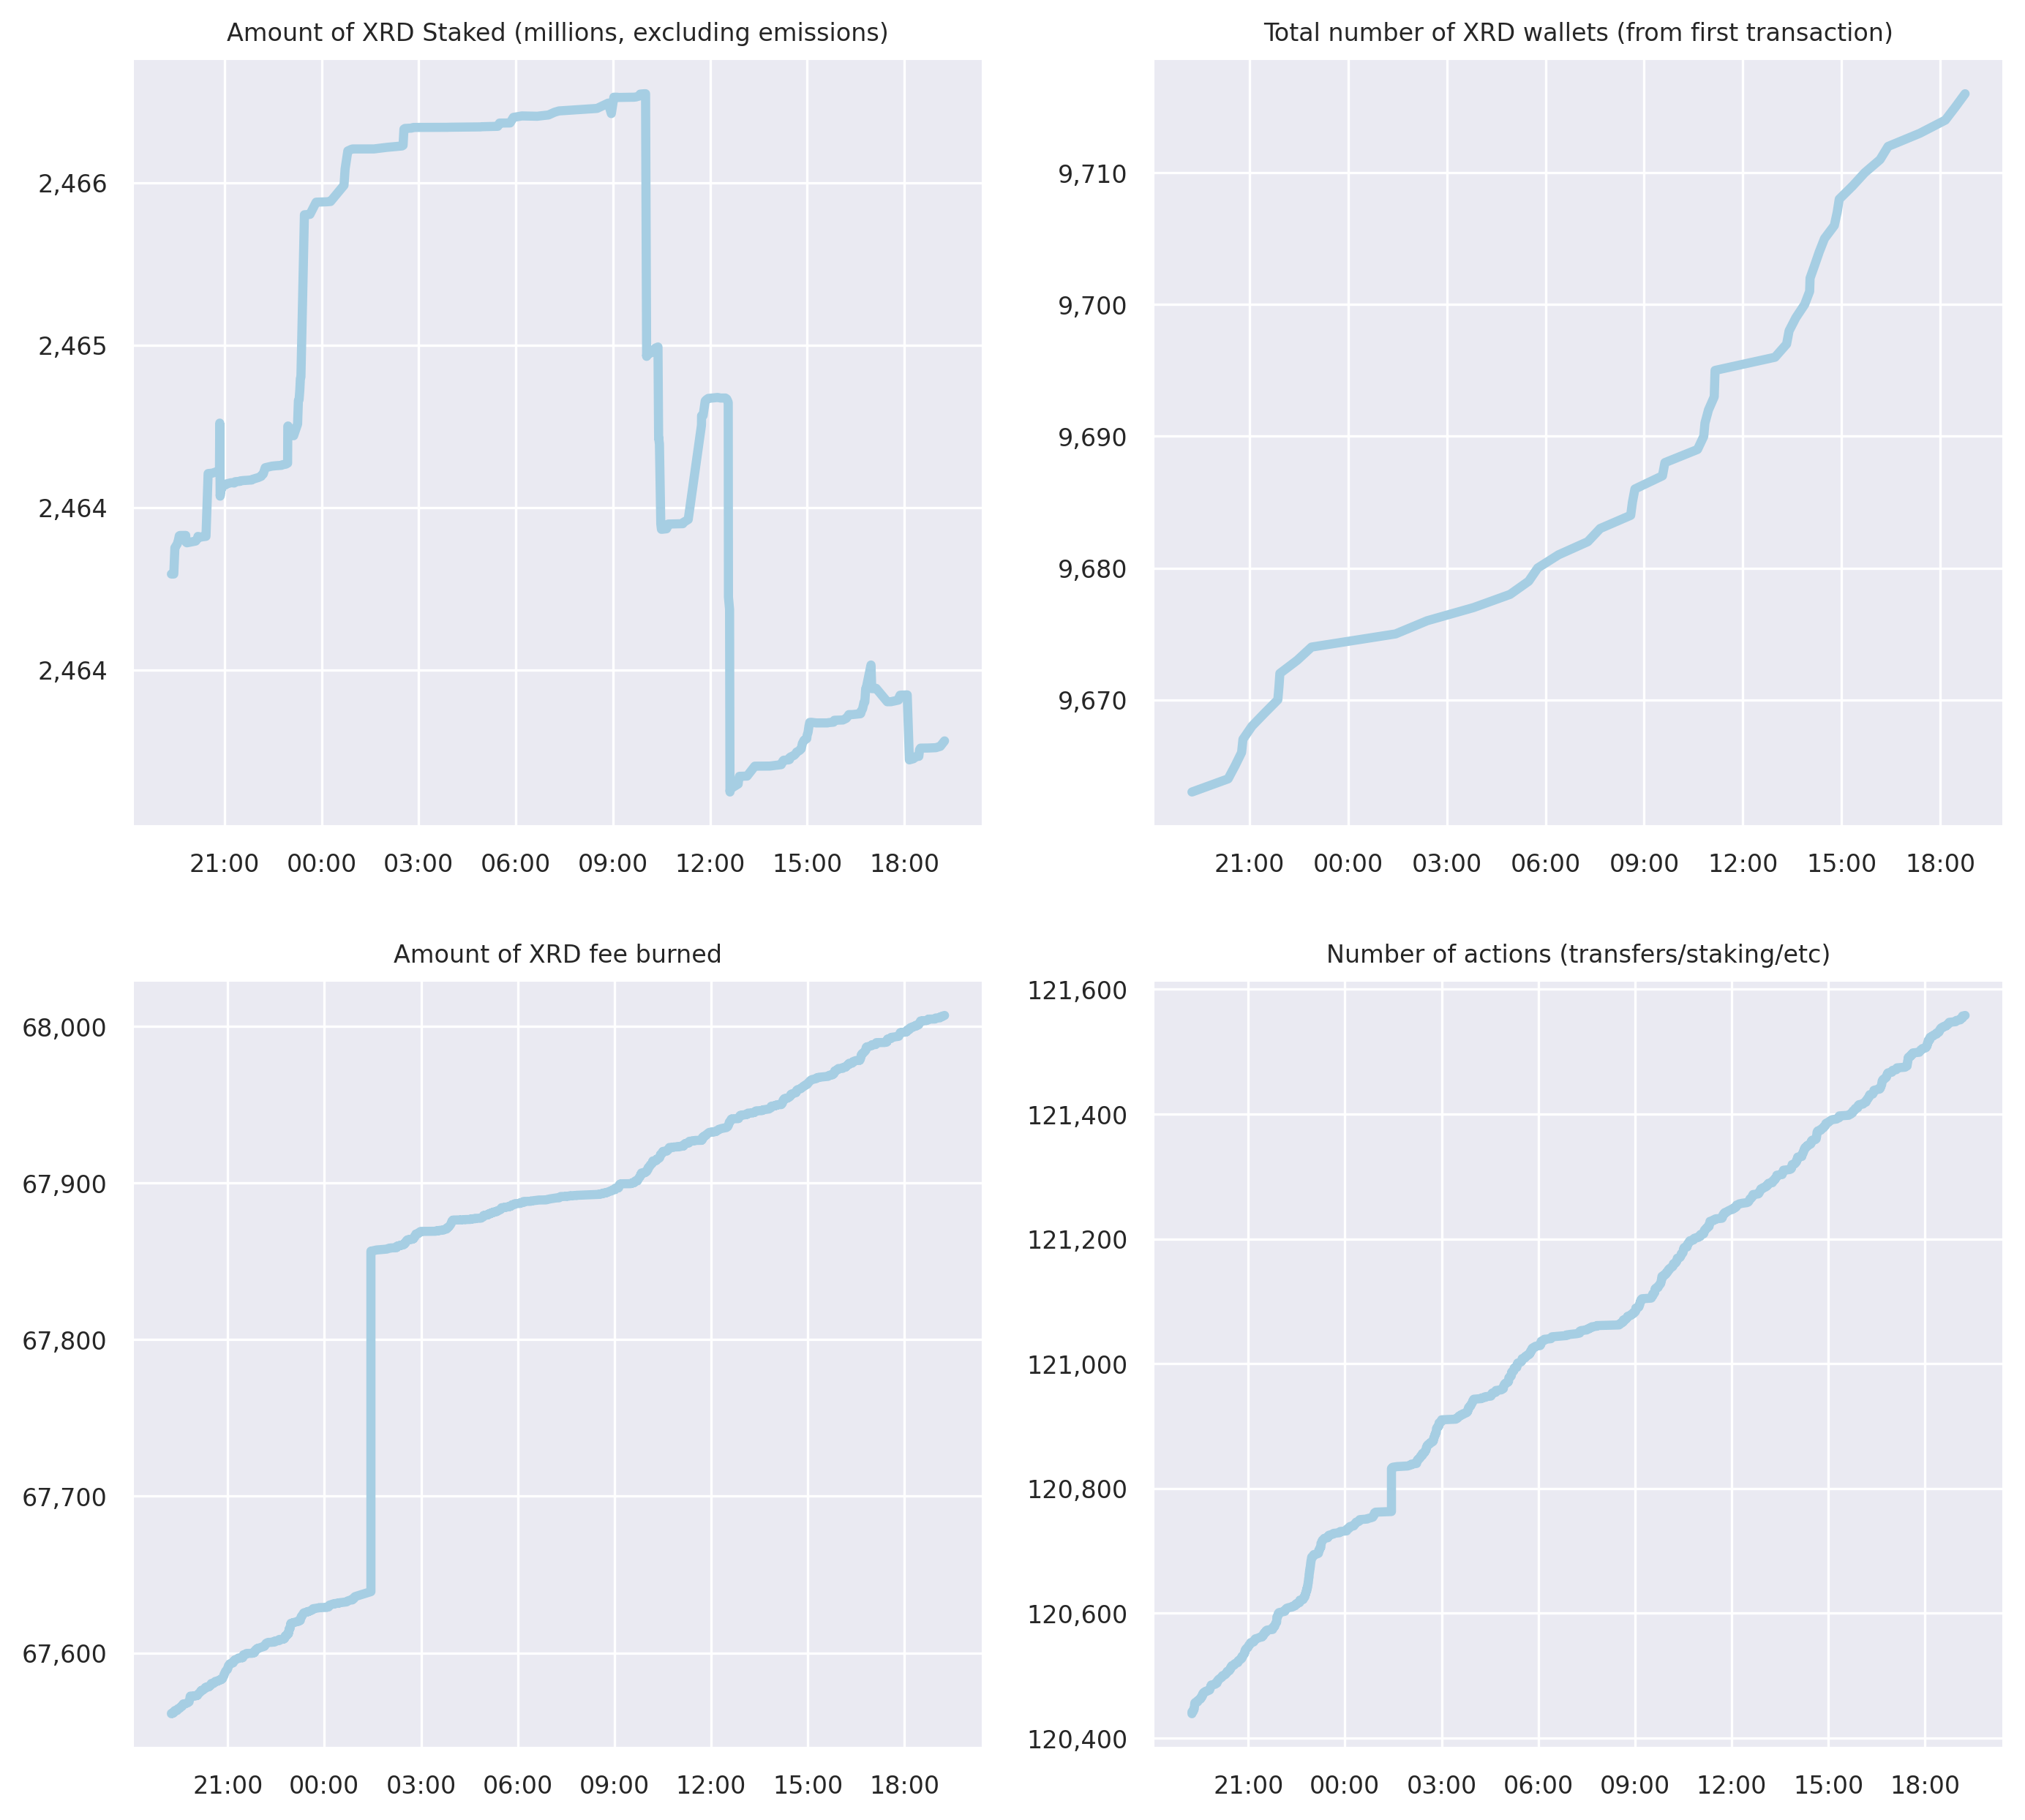 Amount of XRD Staked (millions, excluding emissions)
2,466
2,465
2,464
2,464
21:00 00:00 03:00 06:00 09:00 12:00 15:00 18:00
Total number of XRD wallets (from first transaction)
9,710
9,700
9,690
9,680
9,670
21:00 00:00 03:00 06:00 09:00 12:00 15:00 18:00
Amount of XRD fee burned
68,000
67,900
67,800
67,700
67,600
21:00 00:00 03:00 06:00 09:00 12:00 15:00 18:00
Number of actions (transfers/staking/etc)
121,600
121,400
121,200
121,000
120,800
120,600
120,400
21:00 00:00 03:00 06:00 09:00 12:00 15:00 18:00